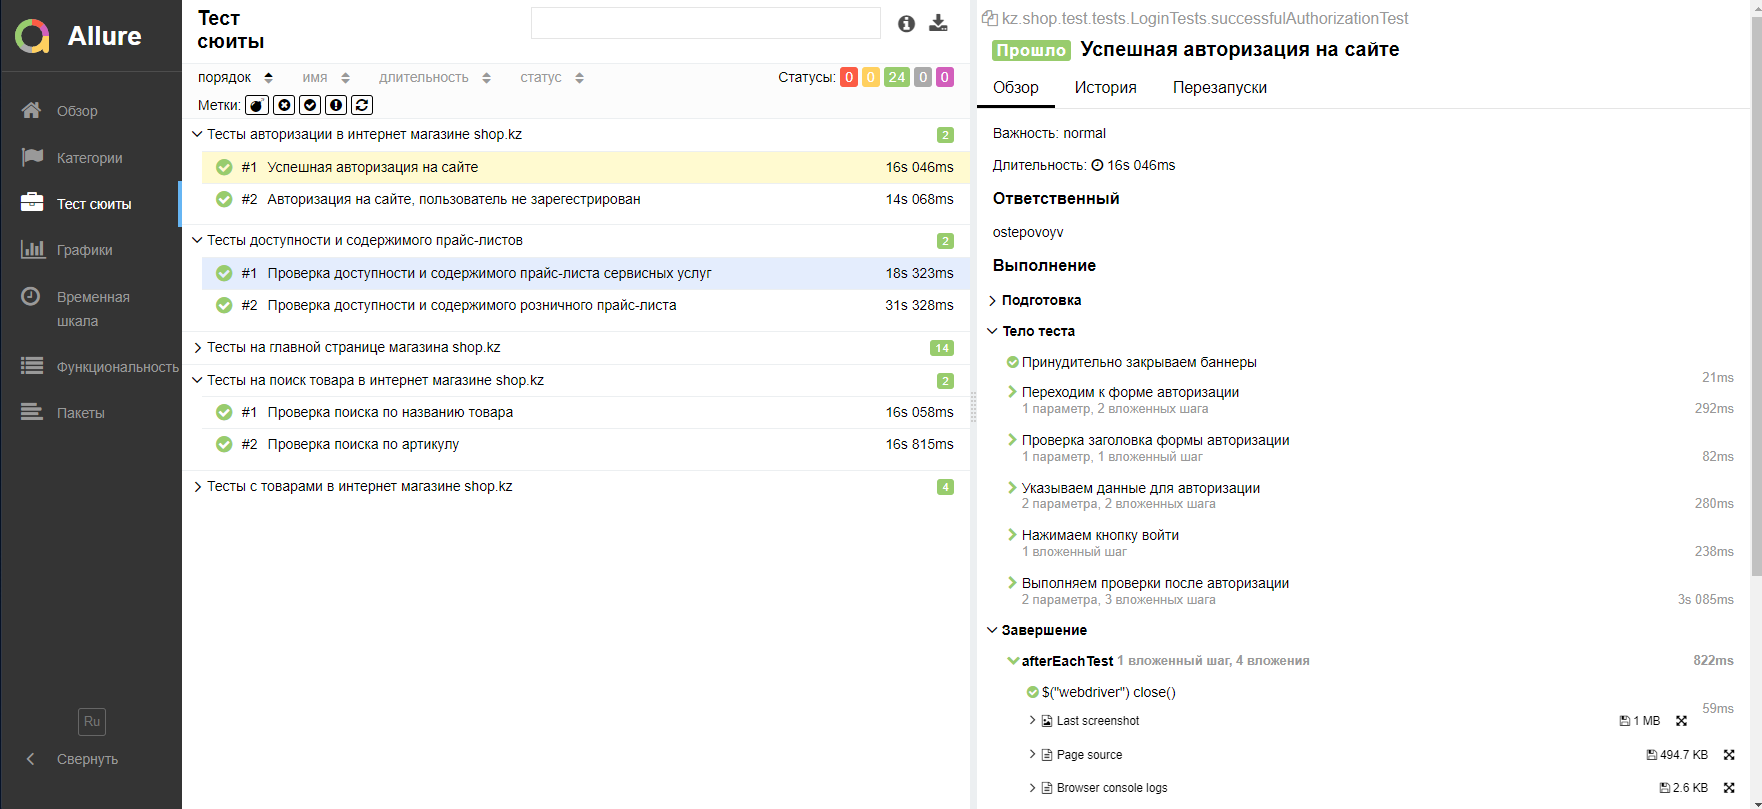 Allure
Обзор
Категории
Тест сюиты
Графики
Временная
шкала
Функциональность
Пакеты
Ru
Свернуть
Тест
сюиты
порядок имя длительность статус
Статусы: 0 0 24 0 0
Метки:
Тесты авторизации в интернет магазине shop.kz 2
#1 Успешная авторизация на сайте 16s 046ms
#2 Авторизация на сайте, пользователь не зарегестрирован 14s 068ms
Тесты доступности и содержимого прайс-листов 2
#1 Проверка доступности и содержимого прайс-листа сервисных услуг 18s 323ms
#2 Проверка доступности и содержимого розничного прайс-листа 31s 328ms
Тесты на главной странице магазина shop.kz 14
Тесты на поиск товара в интернет магазине shop.kz 2
#1 Проверка поиска по названию товара 16s 058ms
#2 Проверка поиска по артикулу 16s 815ms
Тесты с товарами в интернет магазине shop.kz 4
kz.shop.test.tests.LoginTests.successfulAuthorizationTest
Прошло Успешная авторизация на сайте
Обзор История Перезапуски
Важность: normal
Длительность: 16s 046ms
Ответственный
ostepovoyv
Выполнение
Подготовка
Тело теста
Принудительно закрываем баннеры
21ms
Переходим к форме авторизации
1 параметр, 2 вложенных шага 292ms
Проверка заголовка формы авторизации
1 параметр, 1 вложенный шаг 82ms
Указываем данные для авторизации
2 параметра, 2 вложенных шага 280ms
Нажимаем кнопку войти
1 вложенный шаг 238ms
Выполняем проверки после авторизации
2 параметра, 3 вложенных шага 3s 085ms
Завершение
afterEachTest 1 вложенный шаг, 4 вложения 822ms
$("webdriver") close()
59ms
Last screenshot 1 MB
Page source 494.7 KB
Browser console logs 2.6 KB